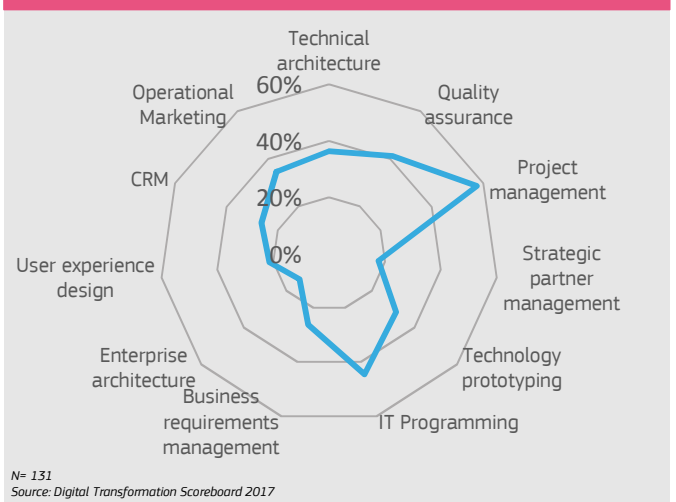 Technical
architecture
60%
Operational
Marketing
Quality
assurance
40%
CRM
Project
management
20%
0%
User experience
design
Strategic
partner
management
Enterprise
architecture
Technology
prototyping
Business
requirements
management
IT Programming
N= 131
Source: Digital Transformation Scoreboard 2017